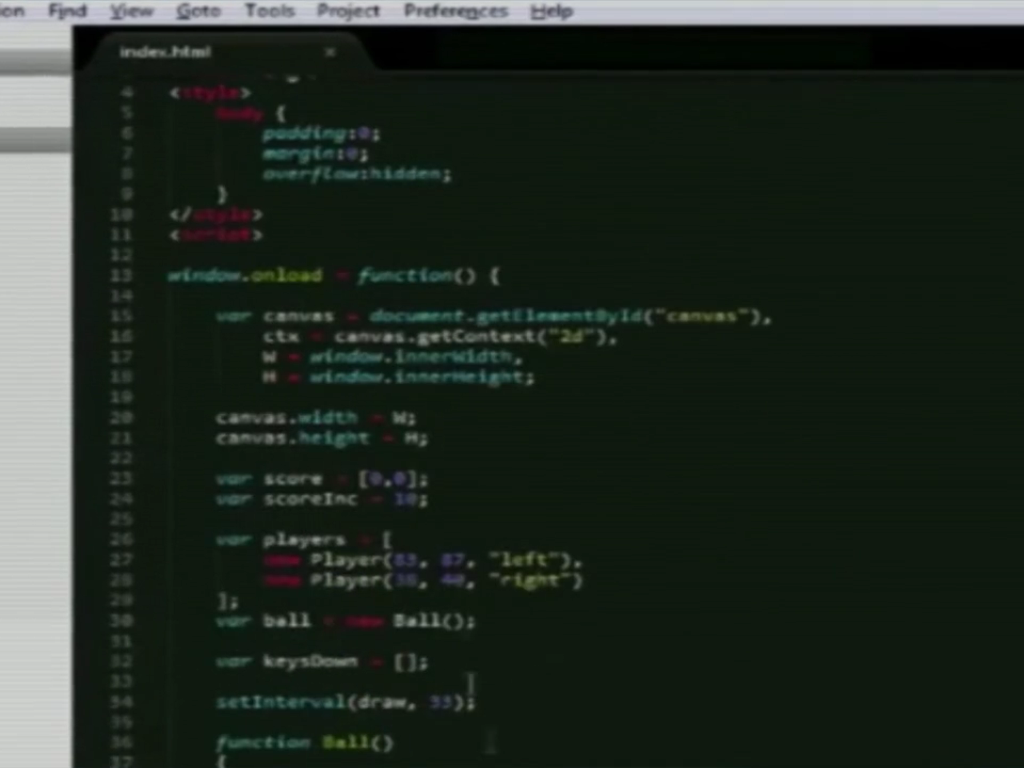 Find View Goto Tools Project Preferences Help
index.html ×
4 <style>
5 body {
6 padding:0;
7 margin:0;
8 overflow:hidden;
9 }
10 </style>
11 <script>
12
13 window.onload = function() {
14
15 var canvas = document.getElementById("canvas"),
16 ctx = canvas.getContext("2d"),
17 W = window.innerWidth,
18 H = window.innerHeight;
19
20 canvas.width = W;
21 canvas.height = H;
22
23 var score = [0,0];
24 var scoreInc = 10;
25
26 var players = [
27 new Player(83, 87, "left"),
28 new Player(38, 40, "right")
29 ];
30 var ball = new Ball();
31
32 var keysDown = [];
33
34 setInterval(draw, 33);
35
36 function Ball()
37 {